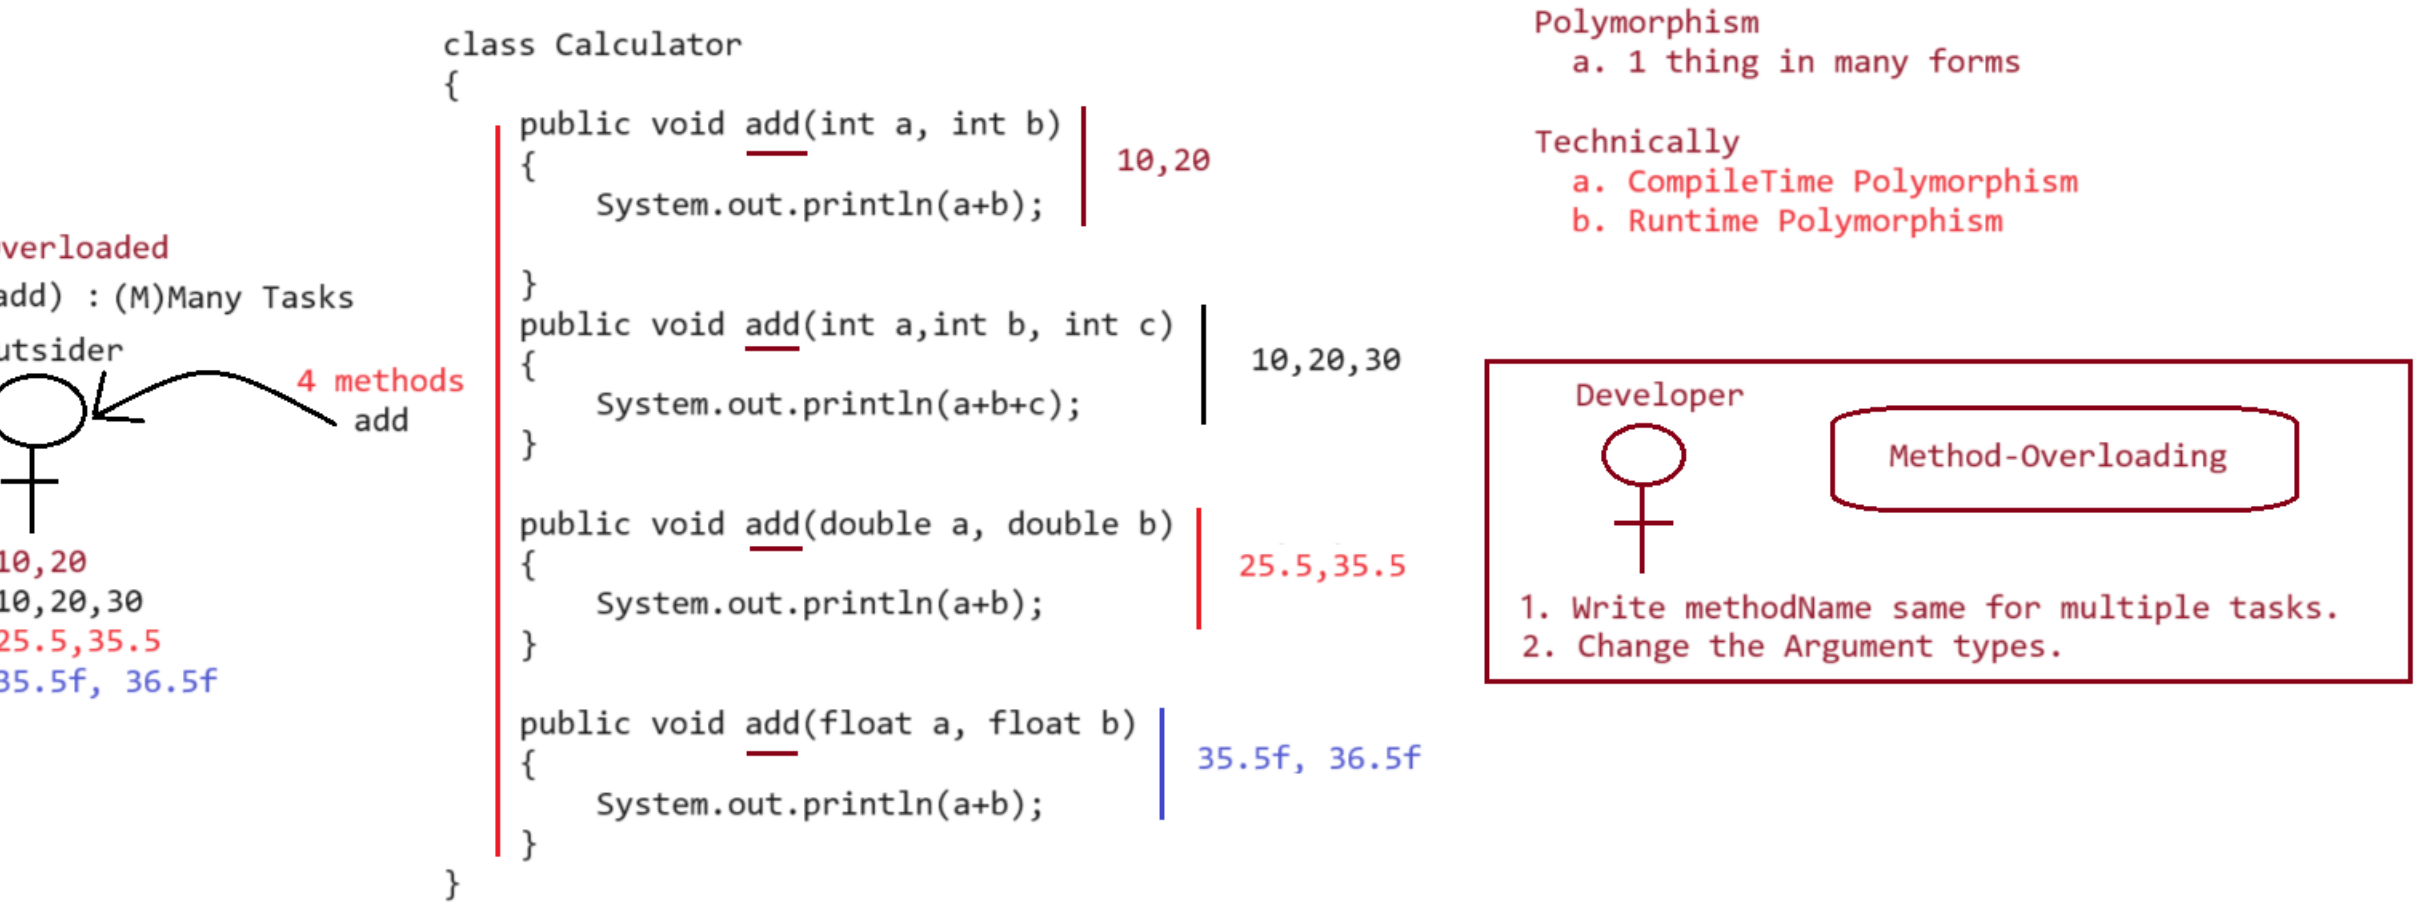 verloaded
add) : (M)Many Tasks
utsider
4 methods
add
10,20
10,20,30
25.5,35.5
35.5f, 36.5f
class Calculator
{
public void add(int a, int b)
{
System.out.println(a+b);
}
public void add(int a,int b, int c)
{
System.out.println(a+b+c);
}
public void add(double a, double b)
{
System.out.println(a+b);
}
public void add(float a, float b)
{
System.out.println(a+b);
}
}
10,20
10,20,30
25.5,35.5
35.5f, 36.5f
Polymorphism
a. 1 thing in many forms
Technically
a. CompileTime Polymorphism
b. Runtime Polymorphism
Developer
Method-Overloading
1. Write methodName same for multiple tasks.
2. Change the Argument types.